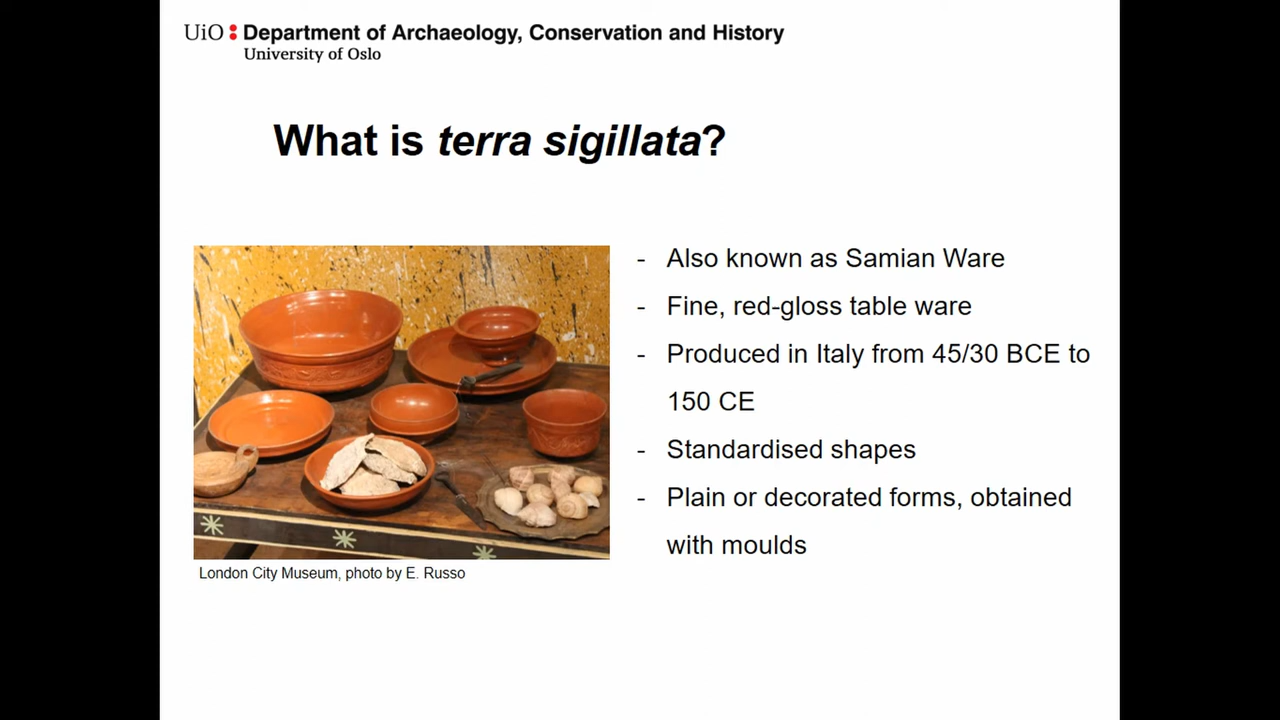 UiO Department of Archaeology, Conservation and History
University of Oslo
What is terra sigillata?
- Also known as Samian Ware
- Fine, red-gloss table ware
- Produced in Italy from 45/30 BCE to
150 CE
- Standardised shapes
- Plain or decorated forms, obtained
with moulds
London City Museum, photo by E. Russo